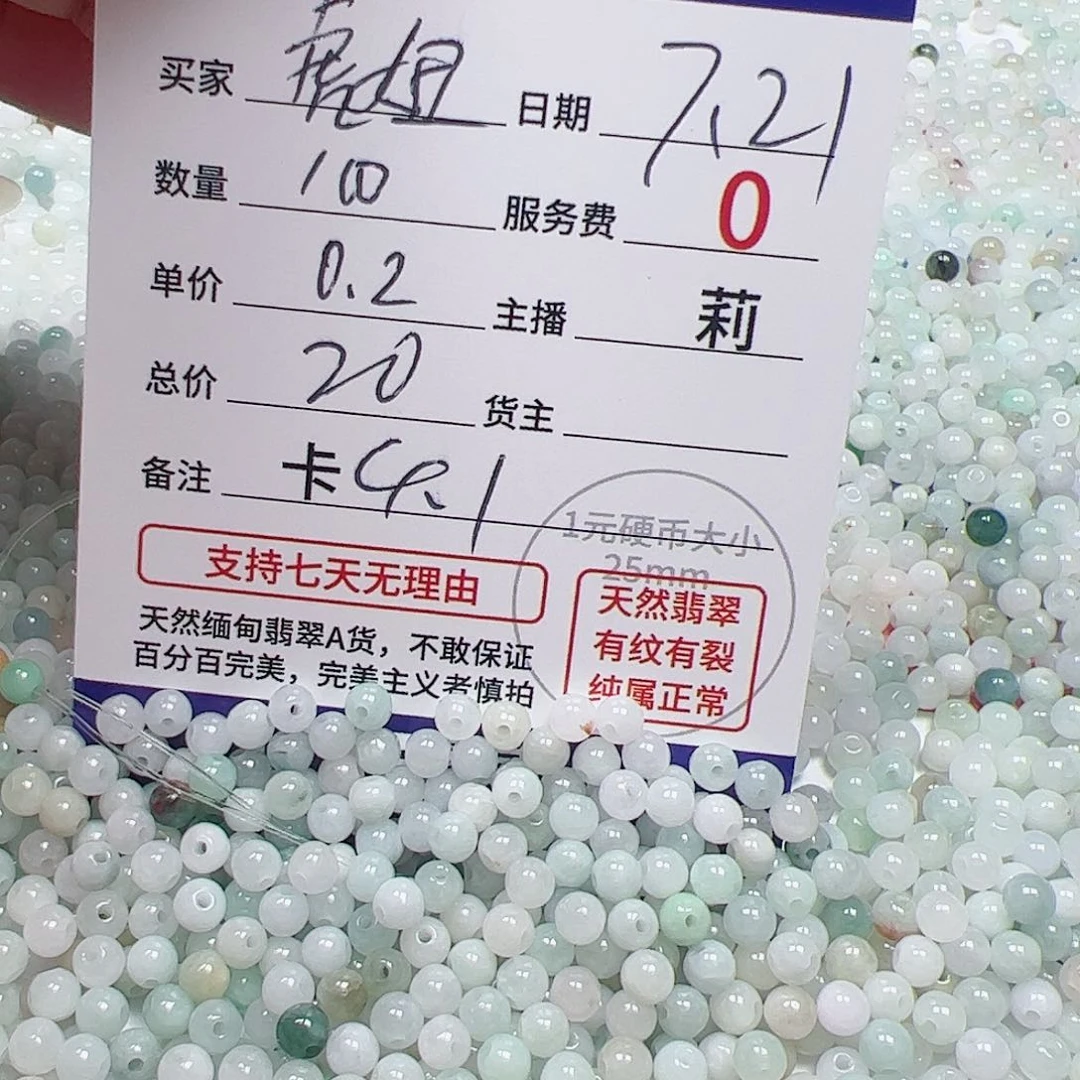 买家 姐 日期 7.21
数量 100 服务费 0
单价 0.2 主播 莉
总价 20 货主
备注 卡 4.1
1元硬币大小
25mm
支持七天无理由
天然缅甸翡翠A货，不敢保证
百分百完美，完美主义者慎拍
天然翡翠
有纹有裂
纯属正常